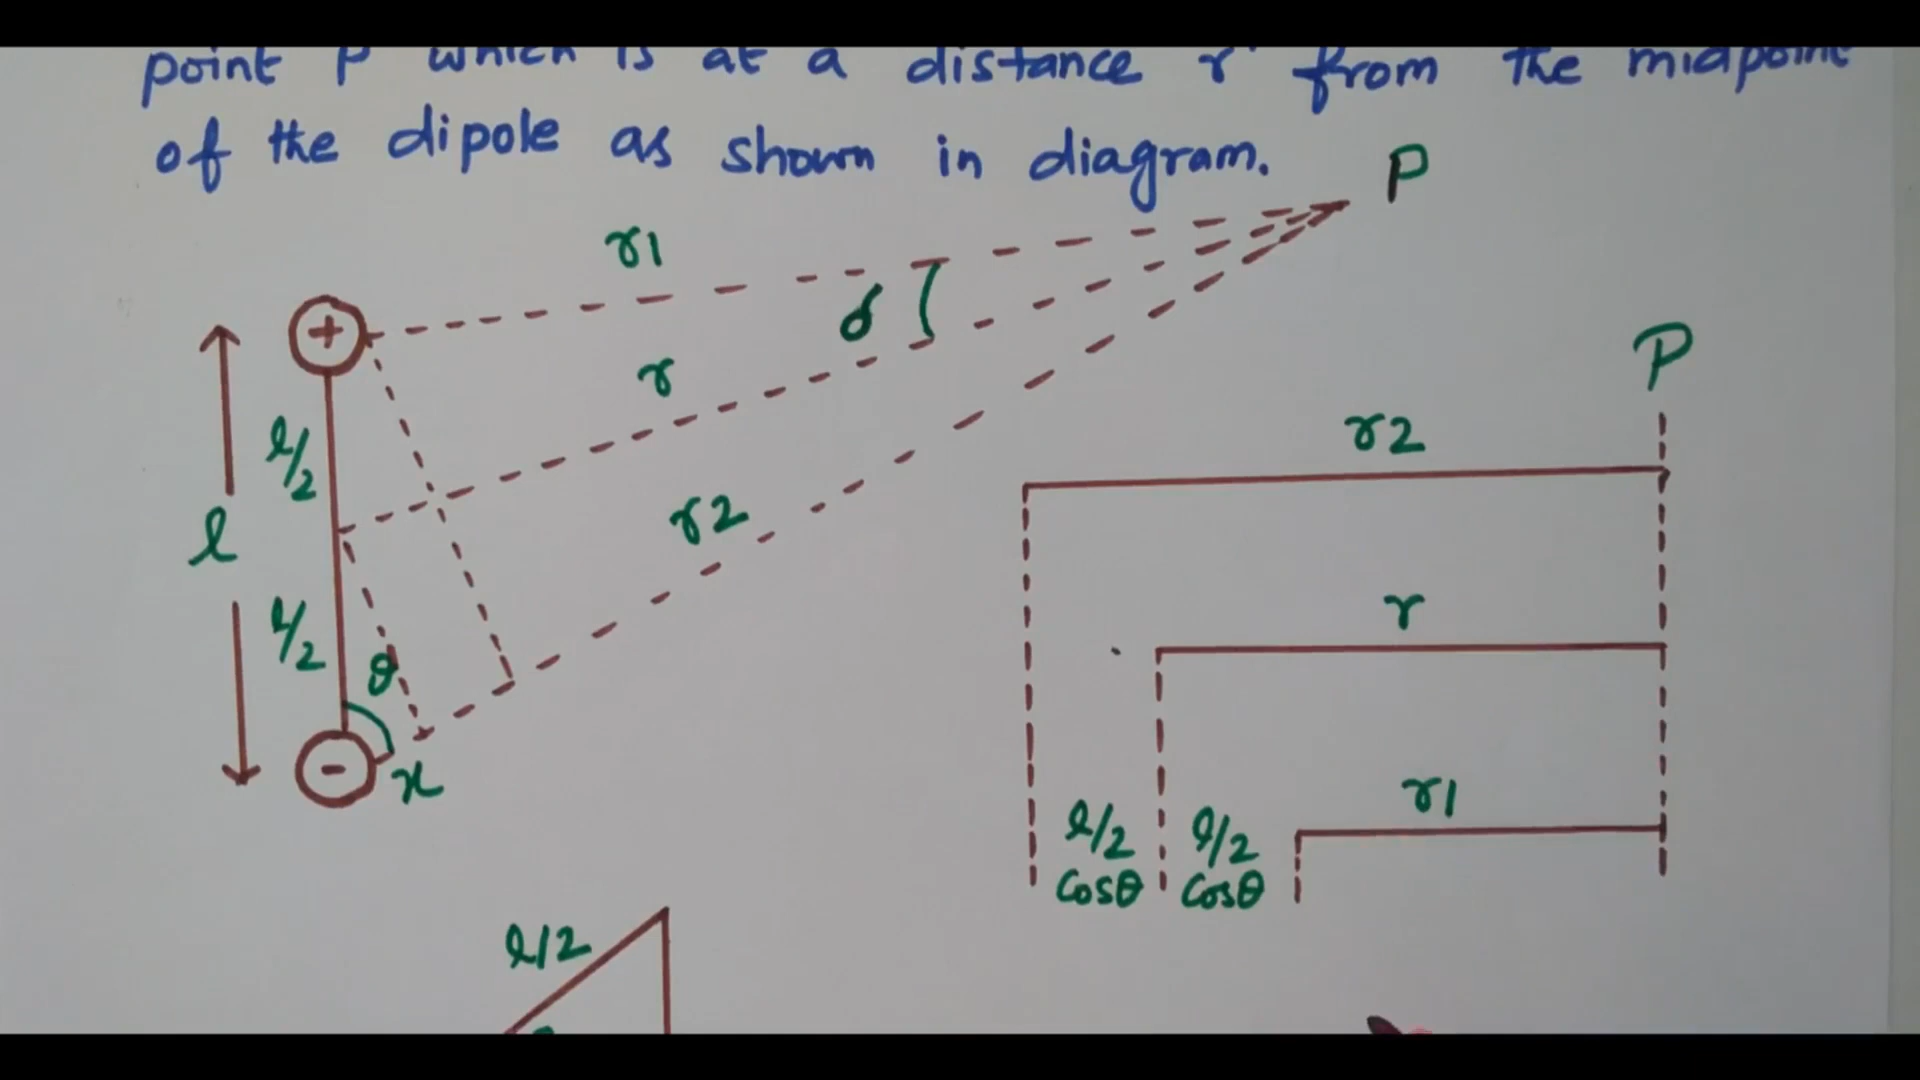 point P which is at a distance r from the midpoint
of the dipole as shown in diagram.
P
r1
+
δ
r
l/2
P
r2
r2
l
r
l/2
θ
-
x
r1
l/2
cosθ
l/2
cosθ
l/2